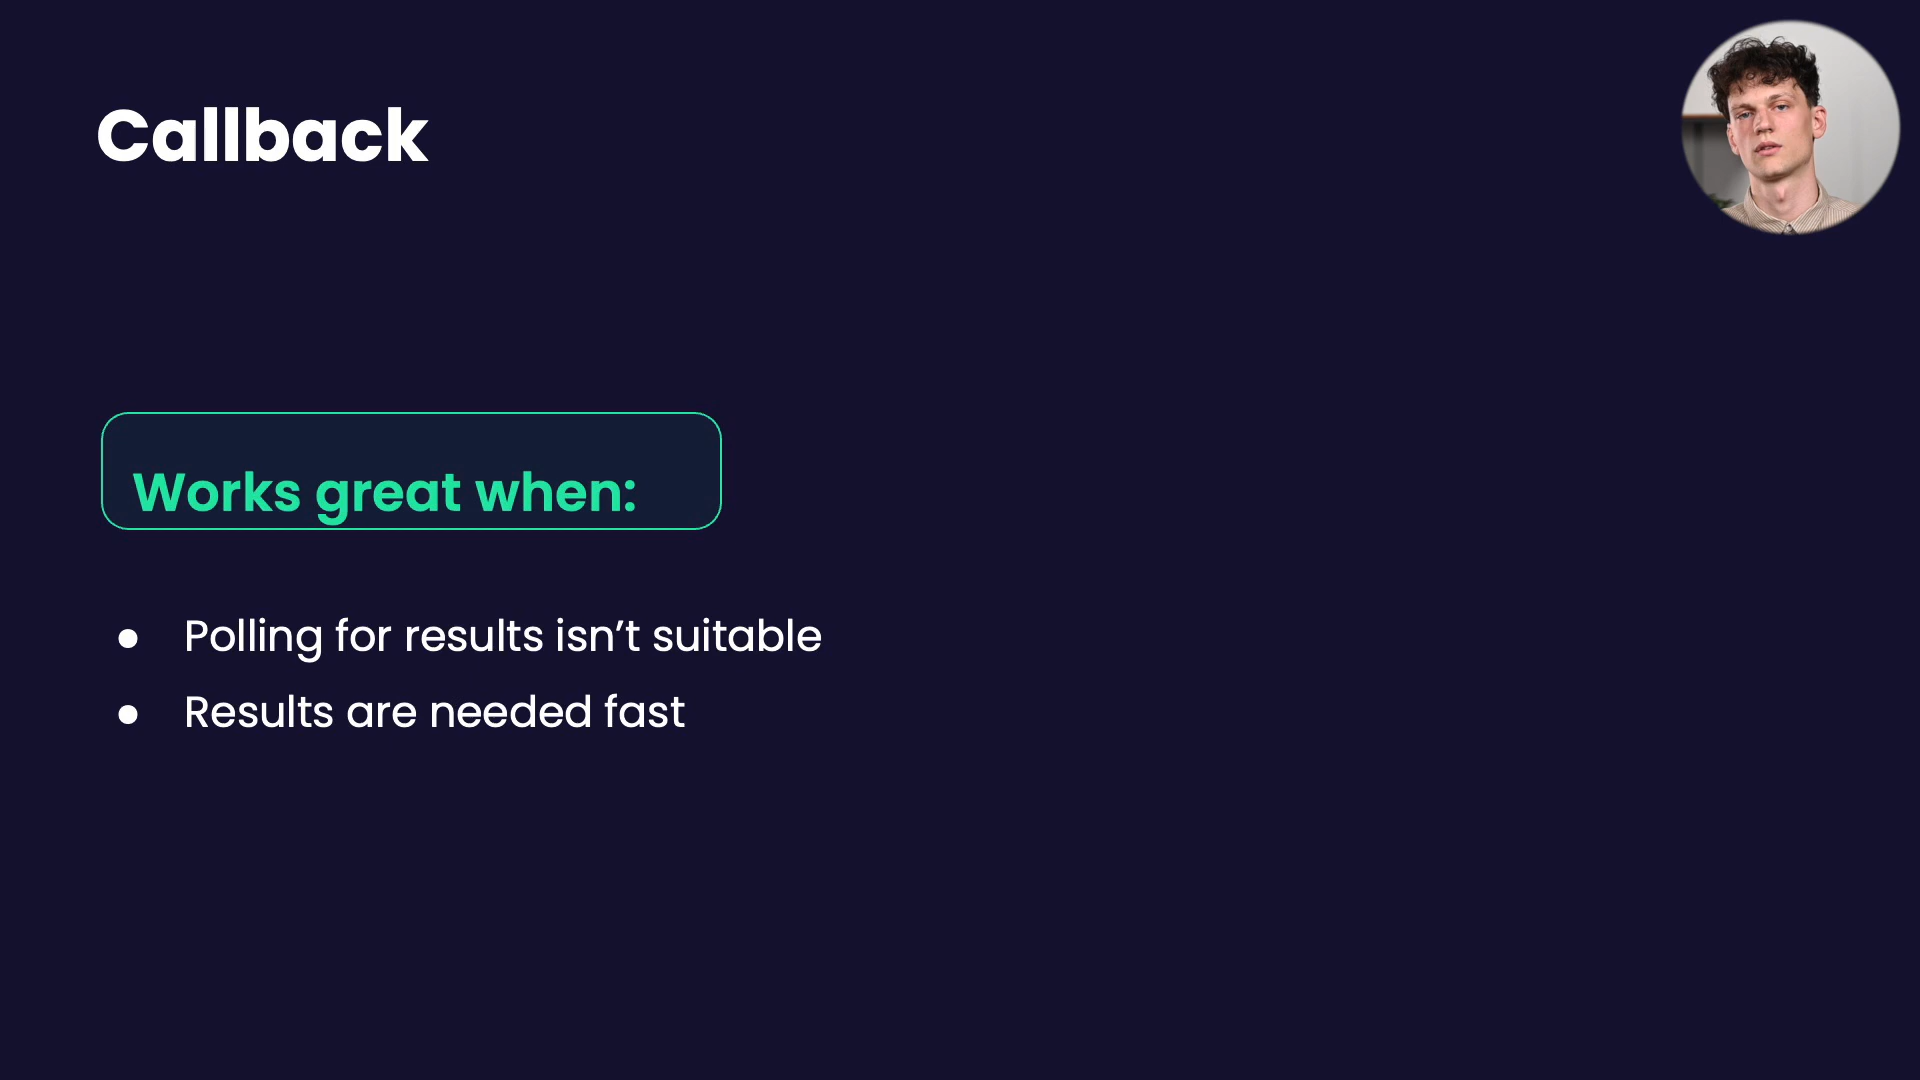 Callback
Works great when:
● Polling for results isn’t suitable
● Results are needed fast